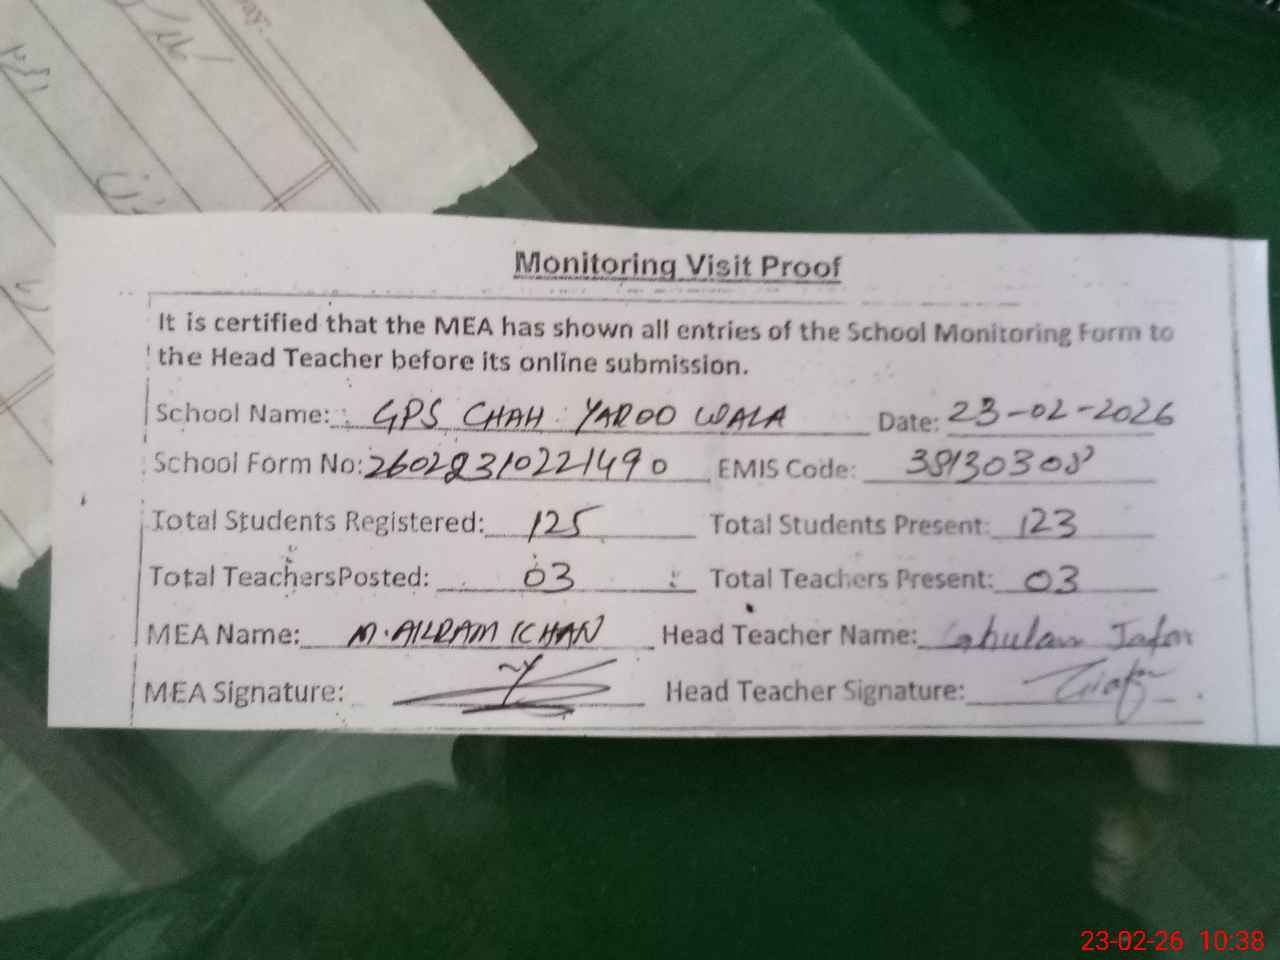 Monitoring Visit Proof
It is certified that the MEA has shown all entries of the School Monitoring Form to
the Head Teacher before its online submission.
School Name: GPS CHAH YAROO WALA Date: 23-02-2026
School Form No: 26022310221490 EMIS Code: 38130308
Total Students Registered: 125 Total Students Present: 123
Total TeachersPosted: 03 Total Teachers Present: 03
MEA Name: M. AKRAM KHAN Head Teacher Name: Ghulam Jafar
MEA Signature: Head Teacher Signature:
23-02-26 10:38